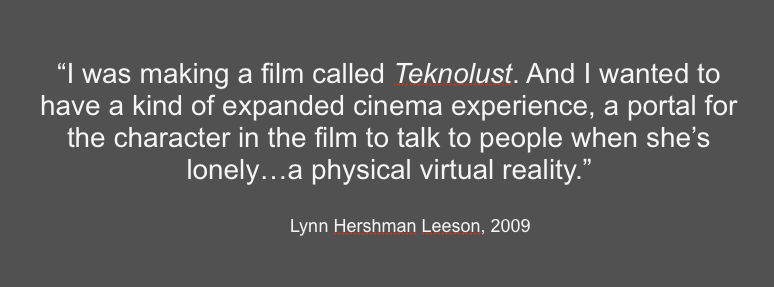 “I was making a film called Teknolust. And I wanted to
have a kind of expanded cinema experience, a portal for
the character in the film to talk to people when she’s
lonely…a physical virtual reality.”
Lynn Hershman Leeson, 2009